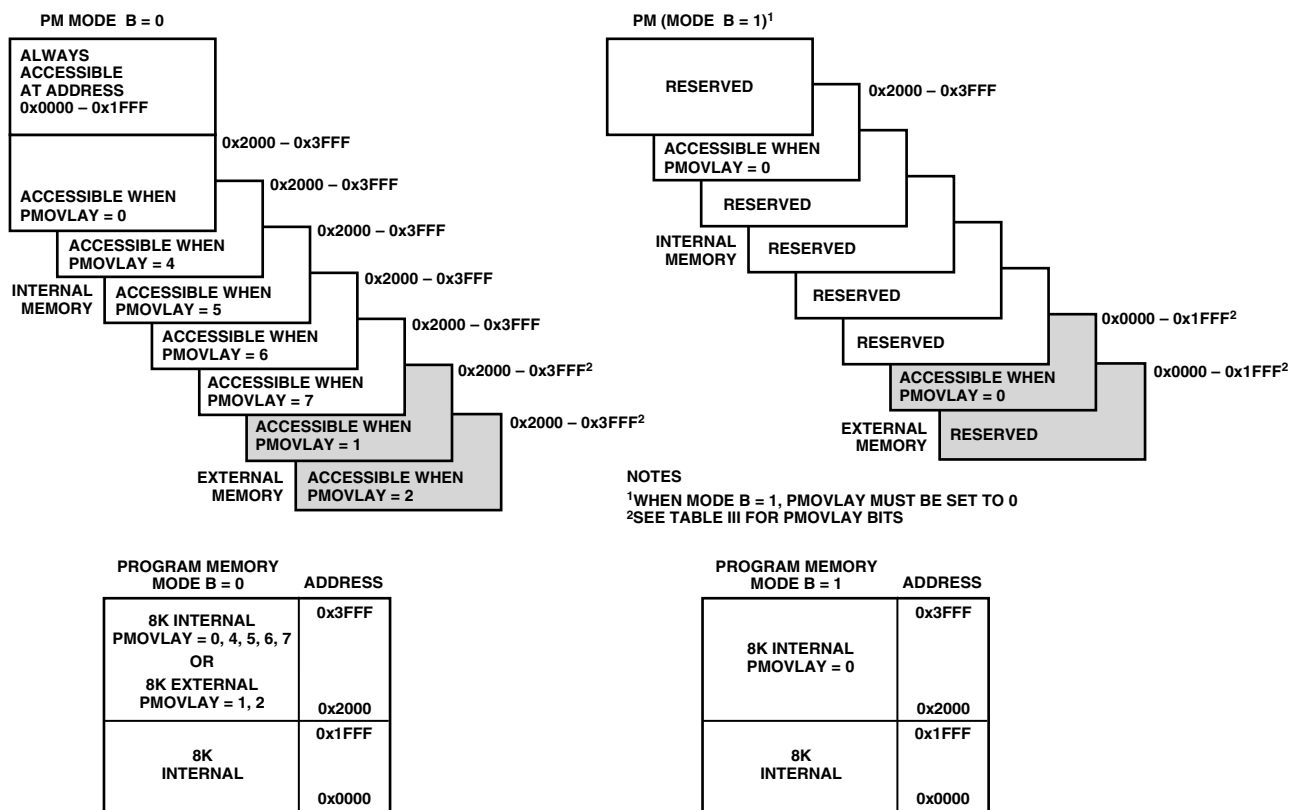 PM MODE B = 0
ALWAYS
ACCESSIBLE
AT ADDRESS
0x0000 – 0x1FFF
0x2000 – 0x3FFF
ACCESSIBLE WHEN
PMOVLAY = 0
0x2000 – 0x3FFF
ACCESSIBLE WHEN
PMOVLAY = 4
0x2000 – 0x3FFF
INTERNAL
MEMORY
ACCESSIBLE WHEN
PMOVLAY = 5
0x2000 – 0x3FFF
ACCESSIBLE WHEN
PMOVLAY = 6
0x2000 – 0x3FFF
ACCESSIBLE WHEN
PMOVLAY = 7
0x2000 – 0x3FFF²
ACCESSIBLE WHEN
PMOVLAY = 1
0x2000 – 0x3FFF²
EXTERNAL
MEMORY
ACCESSIBLE WHEN
PMOVLAY = 2
PM (MODE B = 1)¹
RESERVED
0x2000 – 0x3FFF
ACCESSIBLE WHEN
PMOVLAY = 0
RESERVED
INTERNAL
MEMORY
RESERVED
RESERVED
RESERVED
0x0000 – 0x1FFF²
ACCESSIBLE WHEN
PMOVLAY = 0
0x0000 – 0x1FFF²
EXTERNAL
MEMORY
RESERVED
NOTES
¹WHEN MODE B = 1, PMOVLAY MUST BE SET TO 0
²SEE TABLE III FOR PMOVLAY BITS
PROGRAM MEMORY
MODE B = 0
ADDRESS
8K INTERNAL
PMOVLAY = 0, 4, 5, 6, 7
OR
8K EXTERNAL
PMOVLAY = 1, 2
0x3FFF
0x2000
8K
INTERNAL
0x1FFF
0x0000
PROGRAM MEMORY
MODE B = 1
ADDRESS
8K INTERNAL
PMOVLAY = 0
0x3FFF
0x2000
8K
INTERNAL
0x1FFF
0x0000